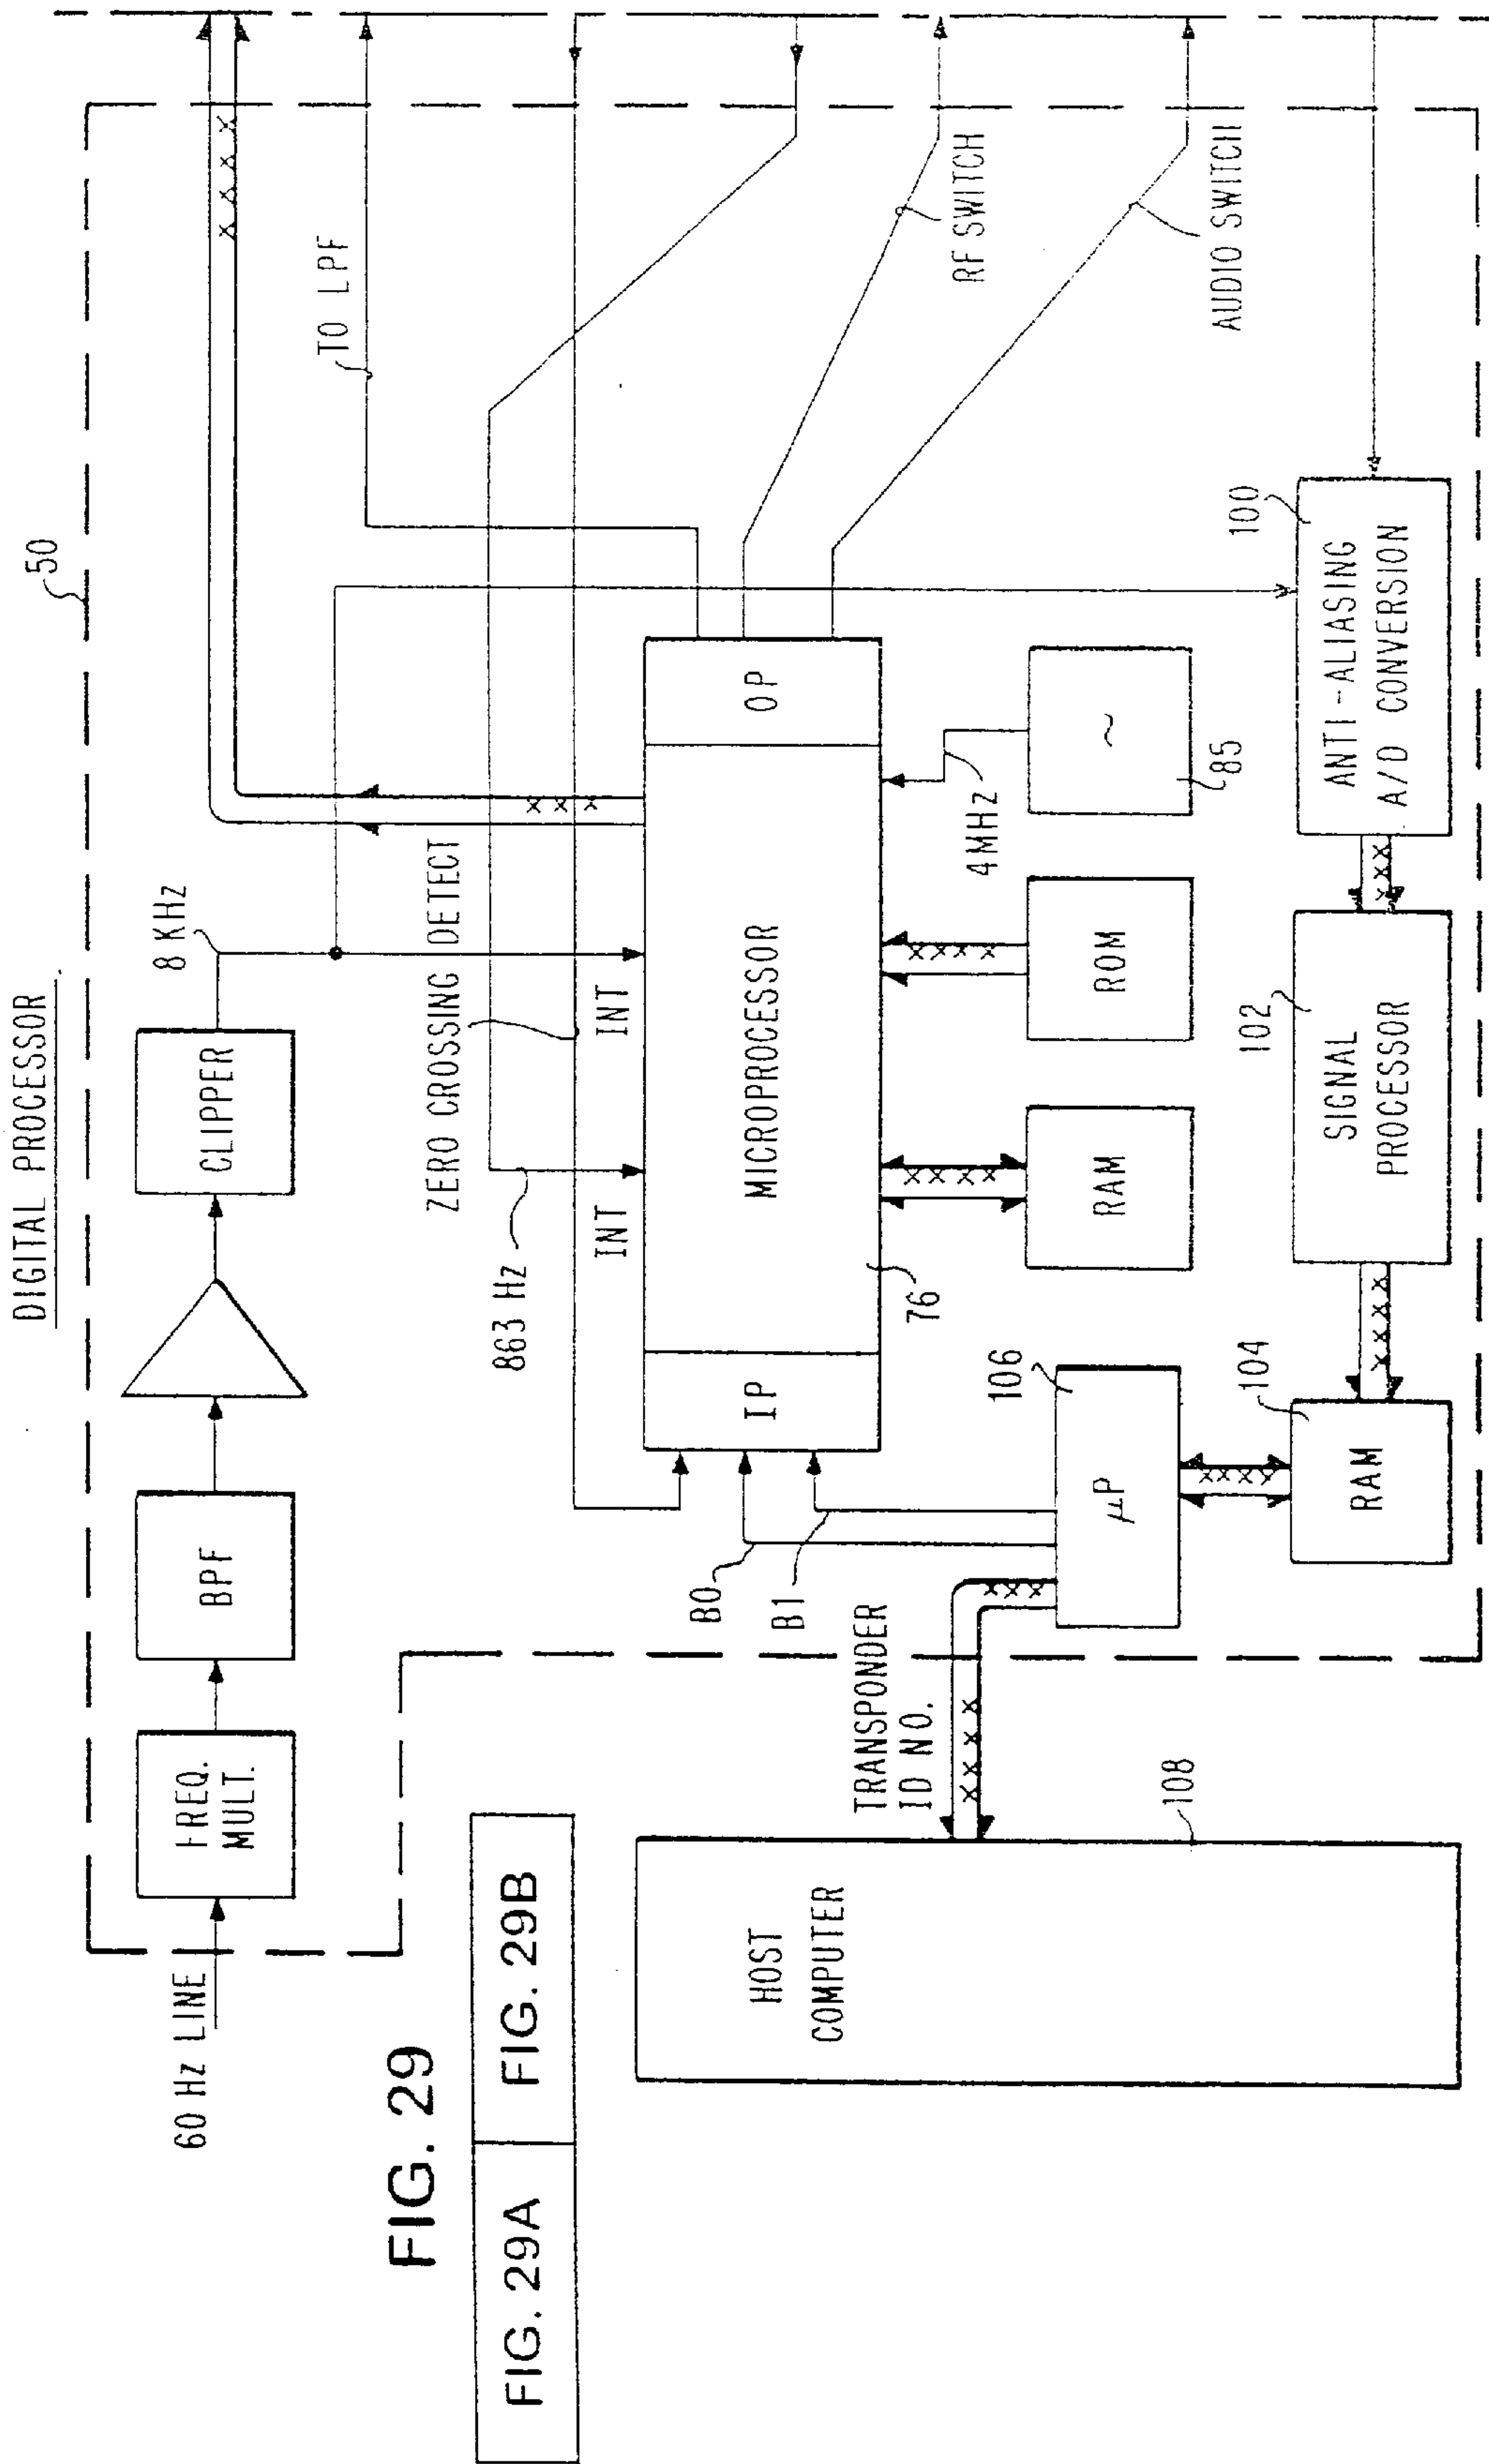 DIGITAL PROCESSOR
50
60 Hz LINE
FREQ.
MULT.
BPF
CLIPPER
8 KHz
TO LPF
863 Hz
ZERO CROSSING DETECT
INT
INT
IP
MICROPROCESSOR
OP
76
RF SWITCH
AUDIO SWITCH
B0
B1
RAM
ROM
4MHz
~
85
TRANSPONDER
ID NO.
106
μP
104
RAM
102
SIGNAL
PROCESSOR
100
ANTI-ALIASING
A/D CONVERSION
HOST
COMPUTER
108
FIG. 29
FIG. 29A
FIG. 29B